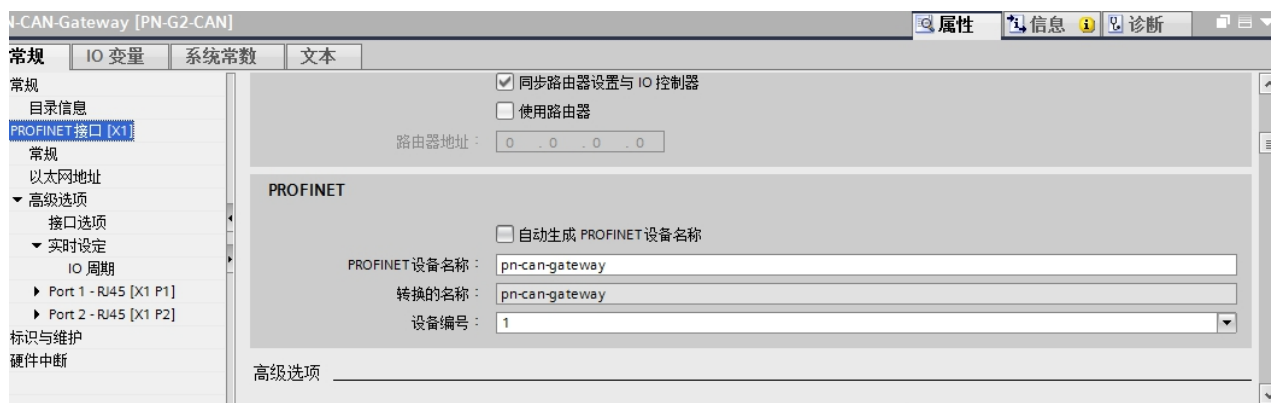 N-CAN-Gateway [PN-G2-CAN]
属性 信息 诊断
常规 IO 变量 系统常数 文本
常规
目录信息
PROFINET接口 [X1]
常规
以太网地址
高级选项
接口选项
实时设定
IO 周期
Port 1 - RJ45 [X1 P1]
Port 2 - RJ45 [X1 P2]
标识与维护
硬件中断
同步路由器设置与 IO 控制器
使用路由器
路由器地址： 0 . 0 . 0 . 0
PROFINET
自动生成 PROFINET设备名称
PROFINET设备名称： pn-can-gateway
转换的名称： pn-can-gateway
设备编号： 1
高级选项